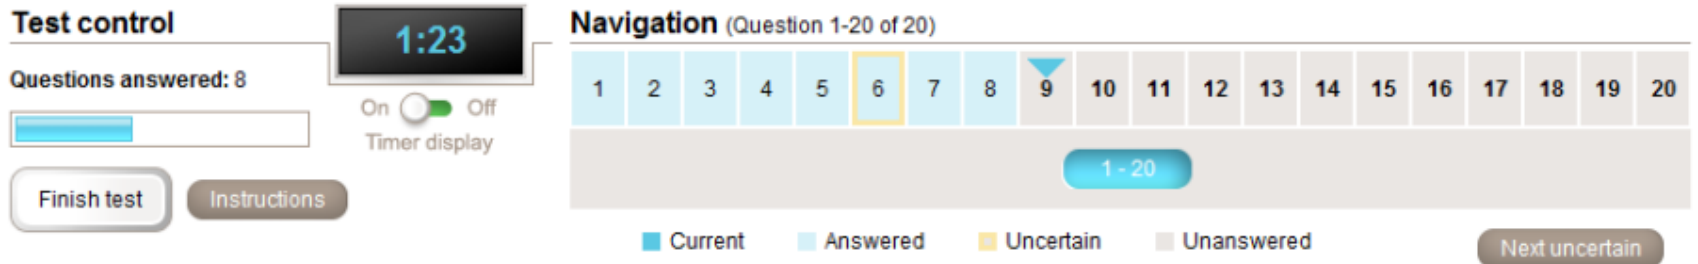 Test control
1:23
Questions answered: 8
On Off
Timer display
Finish test Instructions
Navigation (Question 1-20 of 20)
1 2 3 4 5 6 7 8 9 10 11 12 13 14 15 16 17 18 19 20
1 - 20
Current Answered Uncertain Unanswered
Next uncertain